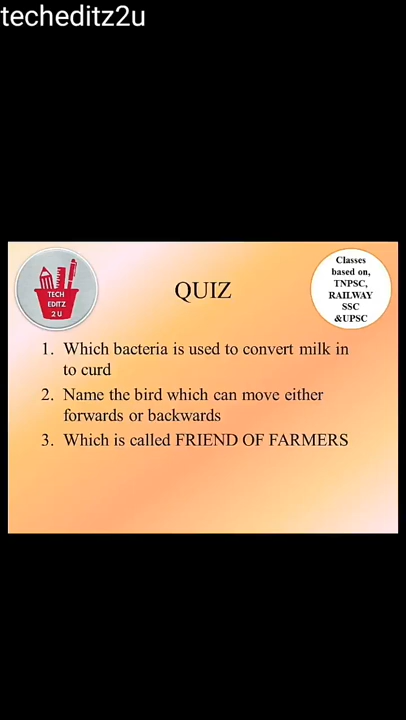 techeditz2u
TECH
EDITZ
2 U
QUIZ
Classes
based on,
TNPSC,
RAILWAY
SSC
&UPSC
1. Which bacteria is used to convert milk in
to curd
2. Name the bird which can move either
forwards or backwards
3. Which is called FRIEND OF FARMERS